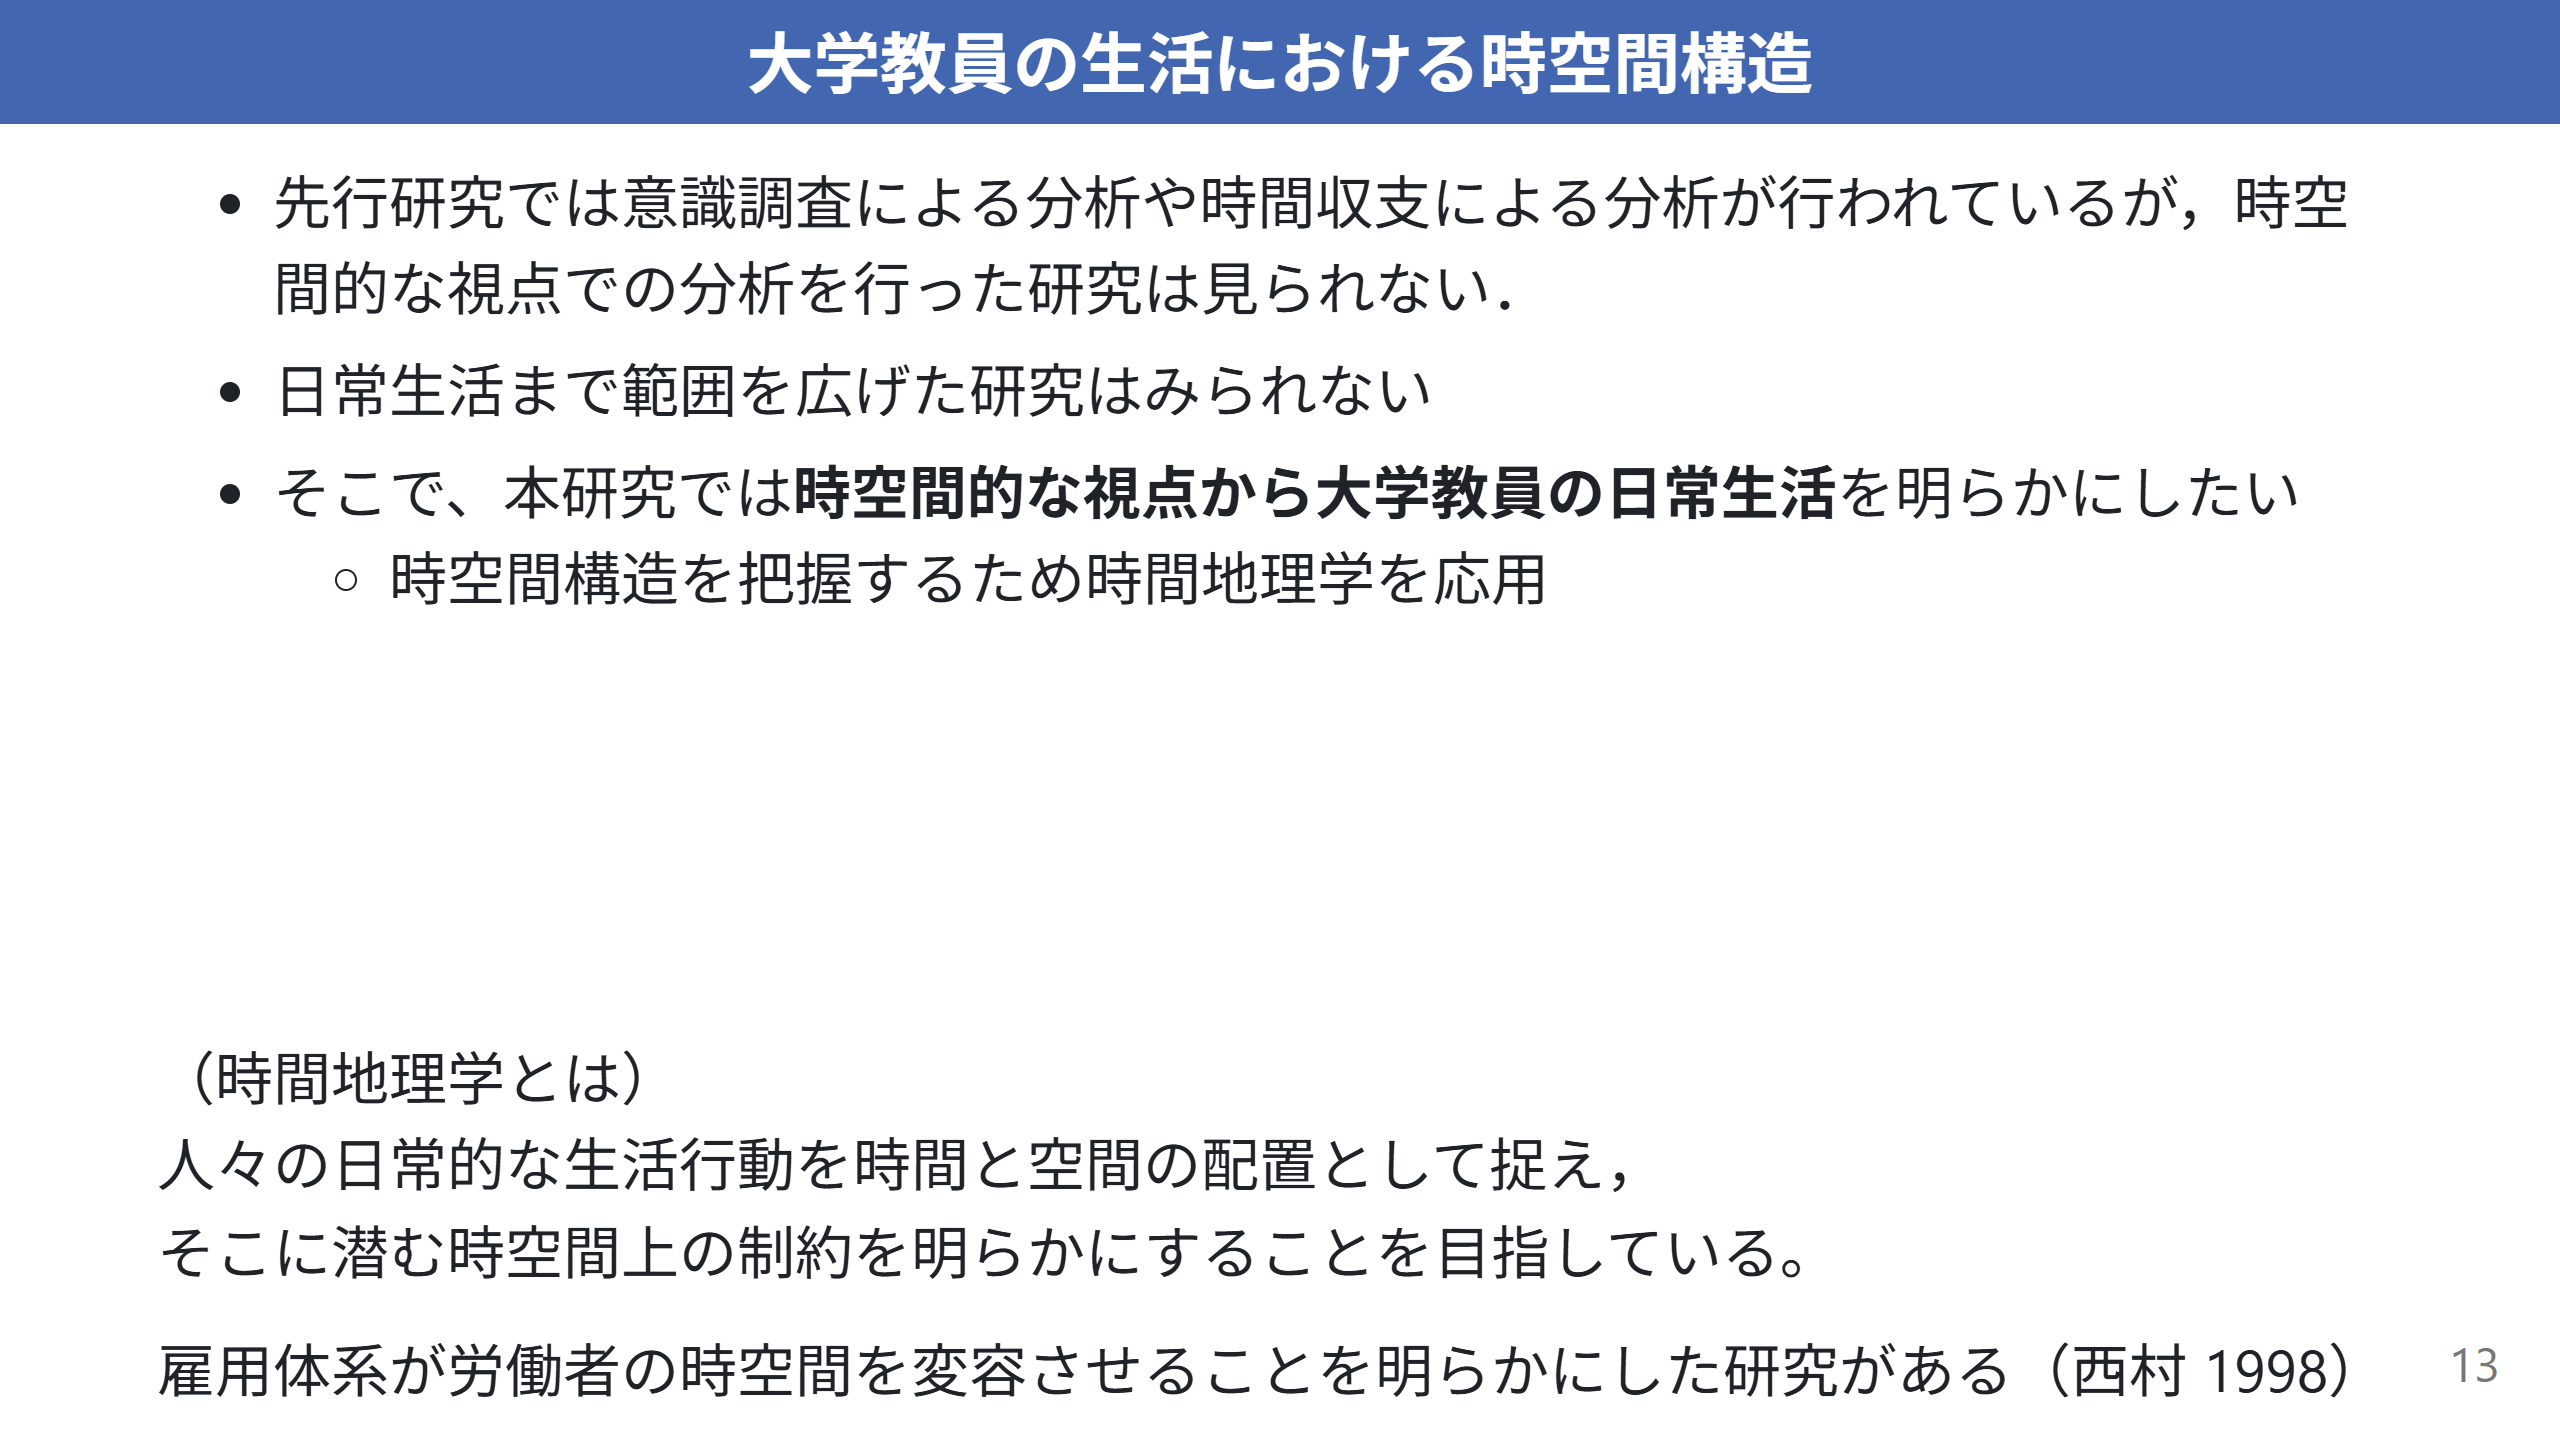 大学教員の生活における時空間構造
• 先行研究では意識調査による分析や時間収支による分析が行われているが，時空
間的な視点での分析を行った研究は見られない．
• 日常生活まで範囲を広げた研究はみられない
• そこで、本研究では時空間的な視点から大学教員の日常生活を明らかにしたい
○ 時空間構造を把握するため時間地理学を応用
（時間地理学とは）
人々の日常的な生活行動を時間と空間の配置として捉え，
そこに潜む時空間上の制約を明らかにすることを目指している。
雇用体系が労働者の時空間を変容させることを明らかにした研究がある（西村 1998）
13